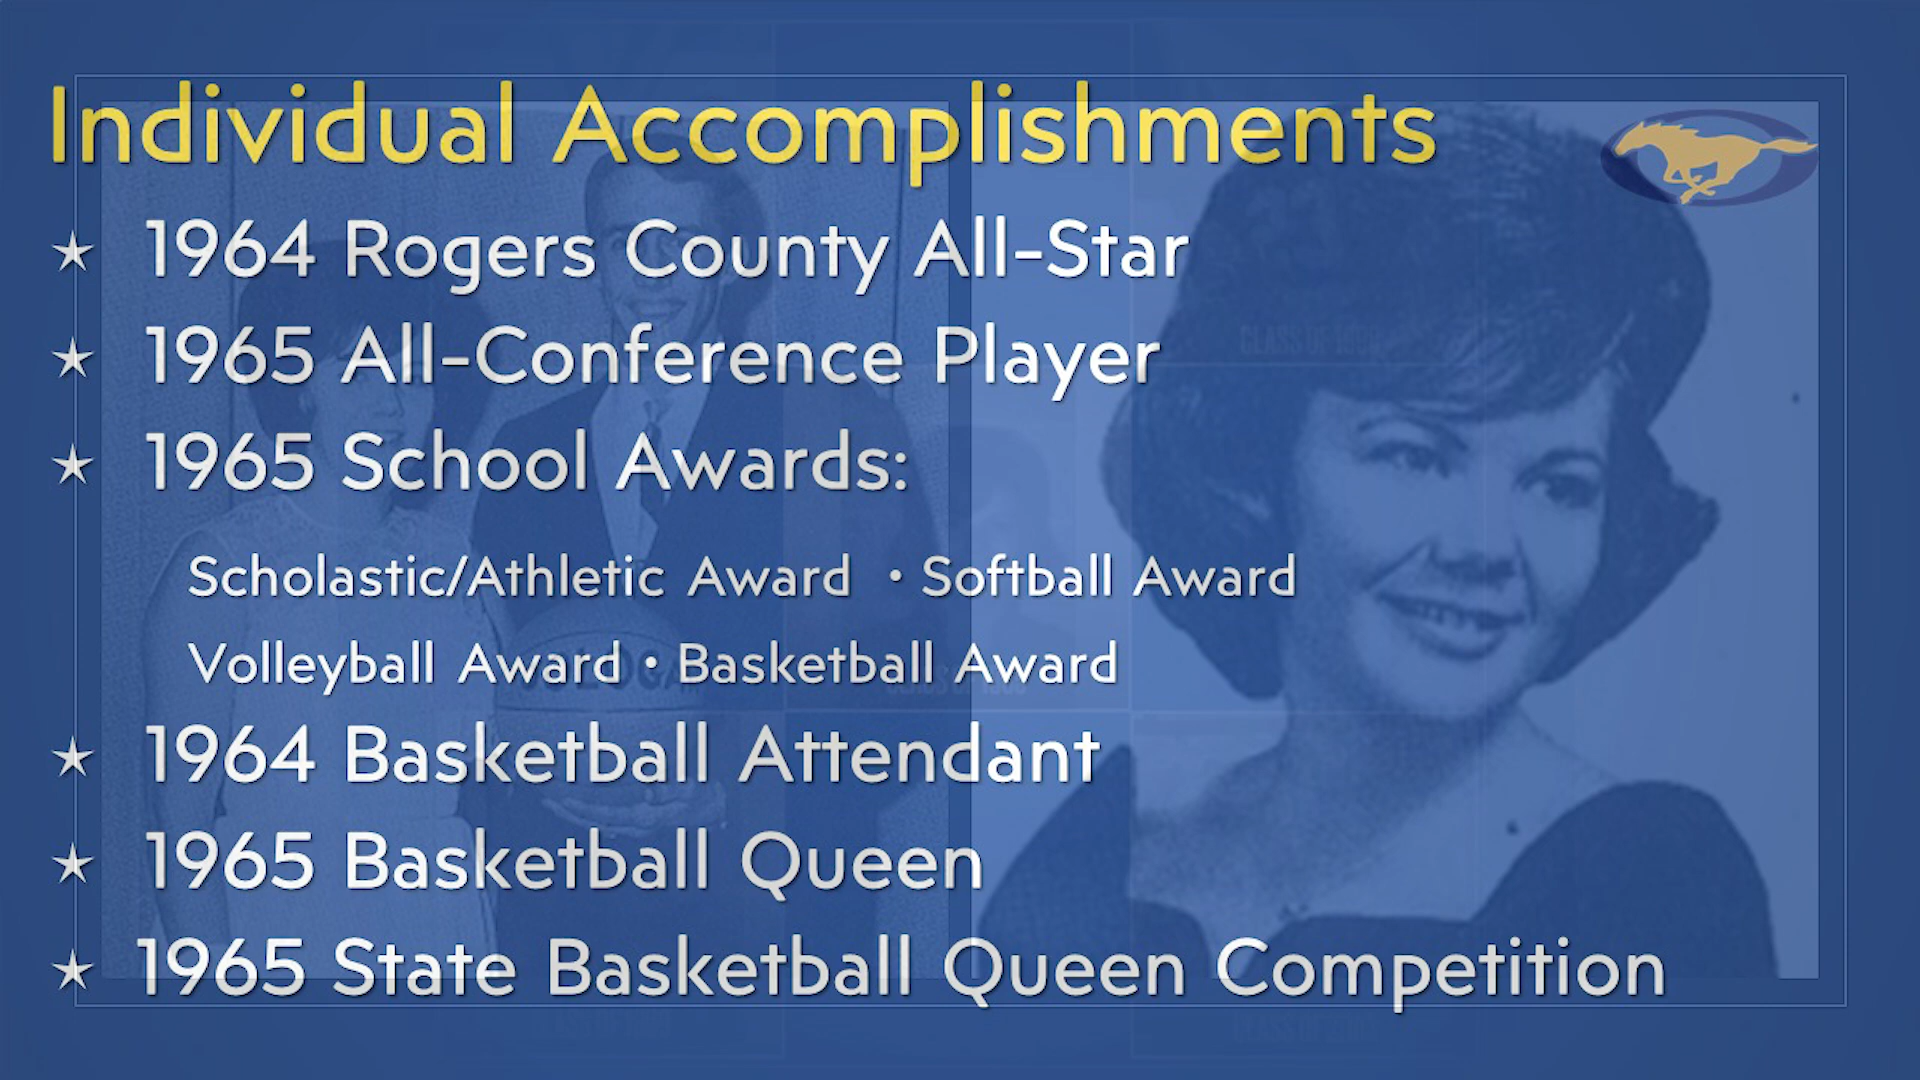 Individual Accomplishments
★ 1964 Rogers County All-Star
★ 1965 All-Conference Player
★ 1965 School Awards:
Scholastic/Athletic Award • Softball Award
Volleyball Award • Basketball Award
★ 1964 Basketball Attendant
★ 1965 Basketball Queen
★ 1965 State Basketball Queen Competition